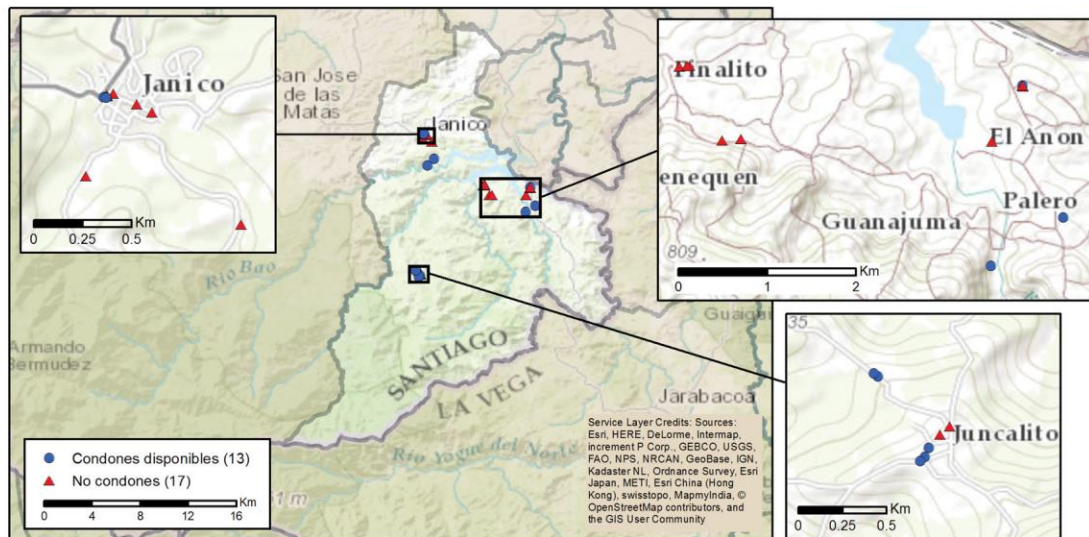 Janico
Km
0 0.25 0.5
San Jose
de las
Matas
Janico
Rio Bao
Armando
Bermudez
SANTIAGO
LA VEGA
Jarabacoa
Rio Yaque del Norte
Condones disponibles (13)
No condones (17)
Km
0 4 8 12 16
Service Layer Credits: Sources:
Esri, HERE, DeLorme, Intermap,
increment P Corp., GEBCO, USGS,
FAO, NPS, NRCAN, GeoBase, IGN,
Kadaster NL, Ordnance Survey, Esri
Japan, METI, Esri China (Hong
Kong), swisstopo, MapmyIndia, ©
OpenStreetMap contributors, and
the GIS User Community
Pinalito
El Anon
enequen
Palero
Guanajuma
809
Km
0 1 2
35
Juncalito
Km
0 0.25 0.5